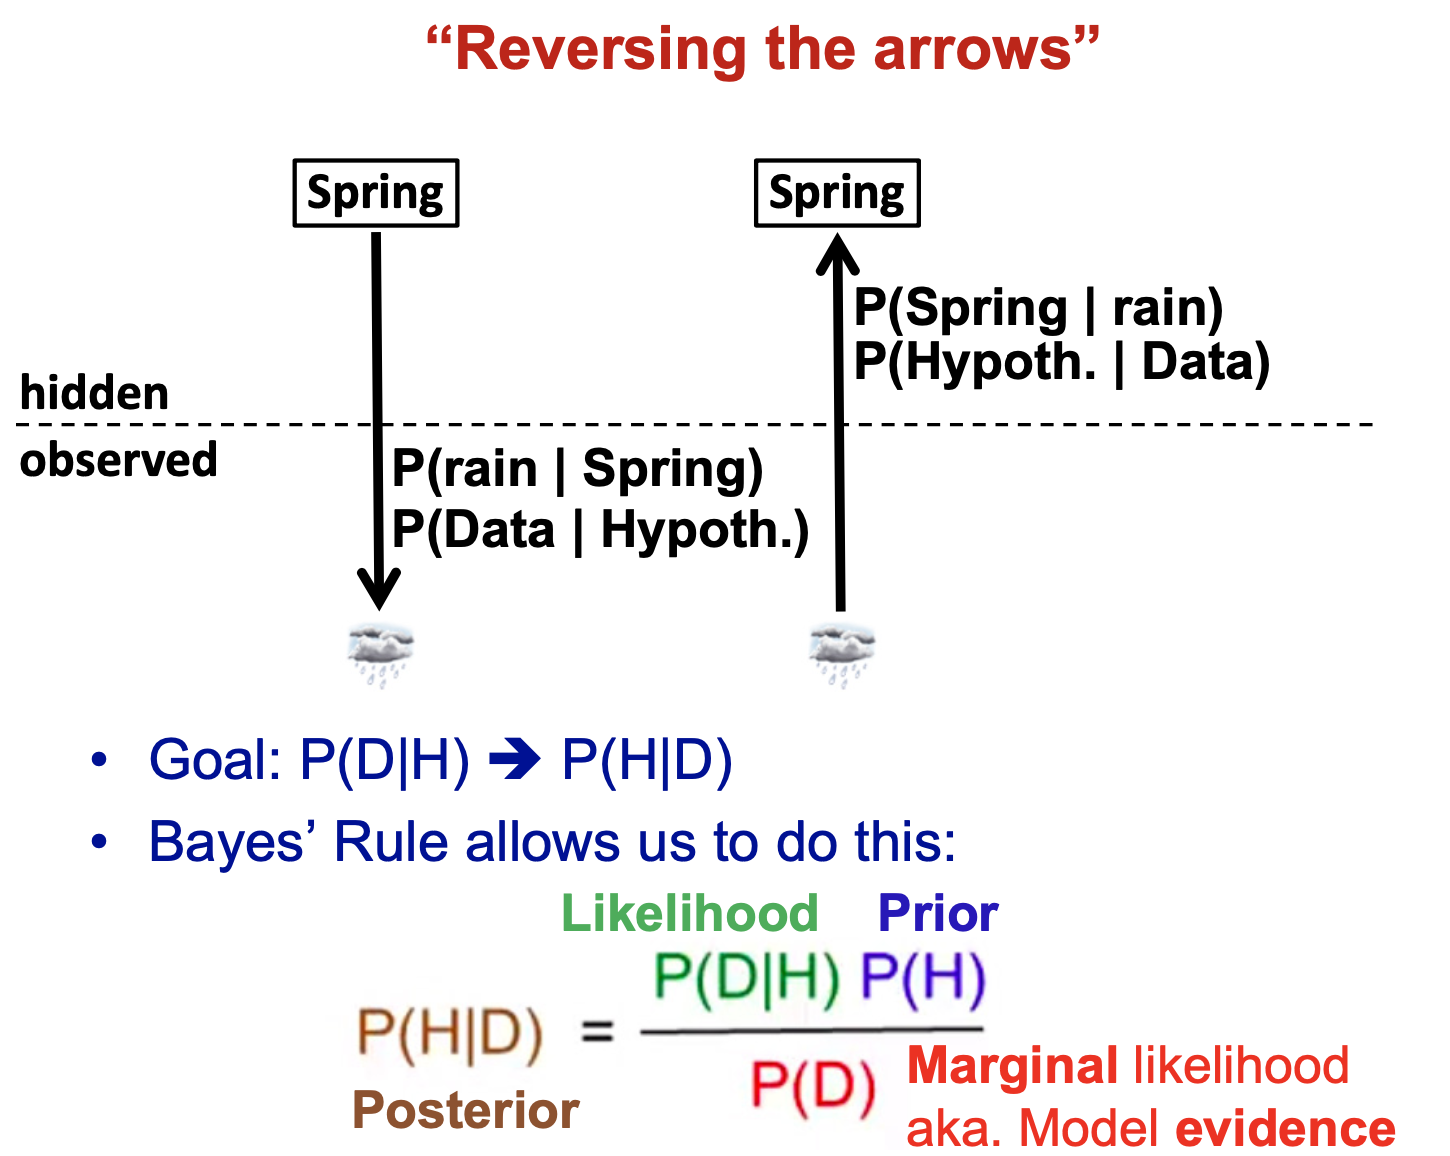 “Reversing the arrows”
Spring
Spring
P(Spring | rain)
P(Hypoth. | Data)
hidden
observed
P(rain | Spring)
P(Data | Hypoth.)
• Goal: P(D|H) ➔ P(H|D)
• Bayes’ Rule allows us to do this:
Likelihood Prior
P(D|H) P(H)
P(H|D) =
P(D)
Posterior
Marginal likelihood
aka. Model evidence